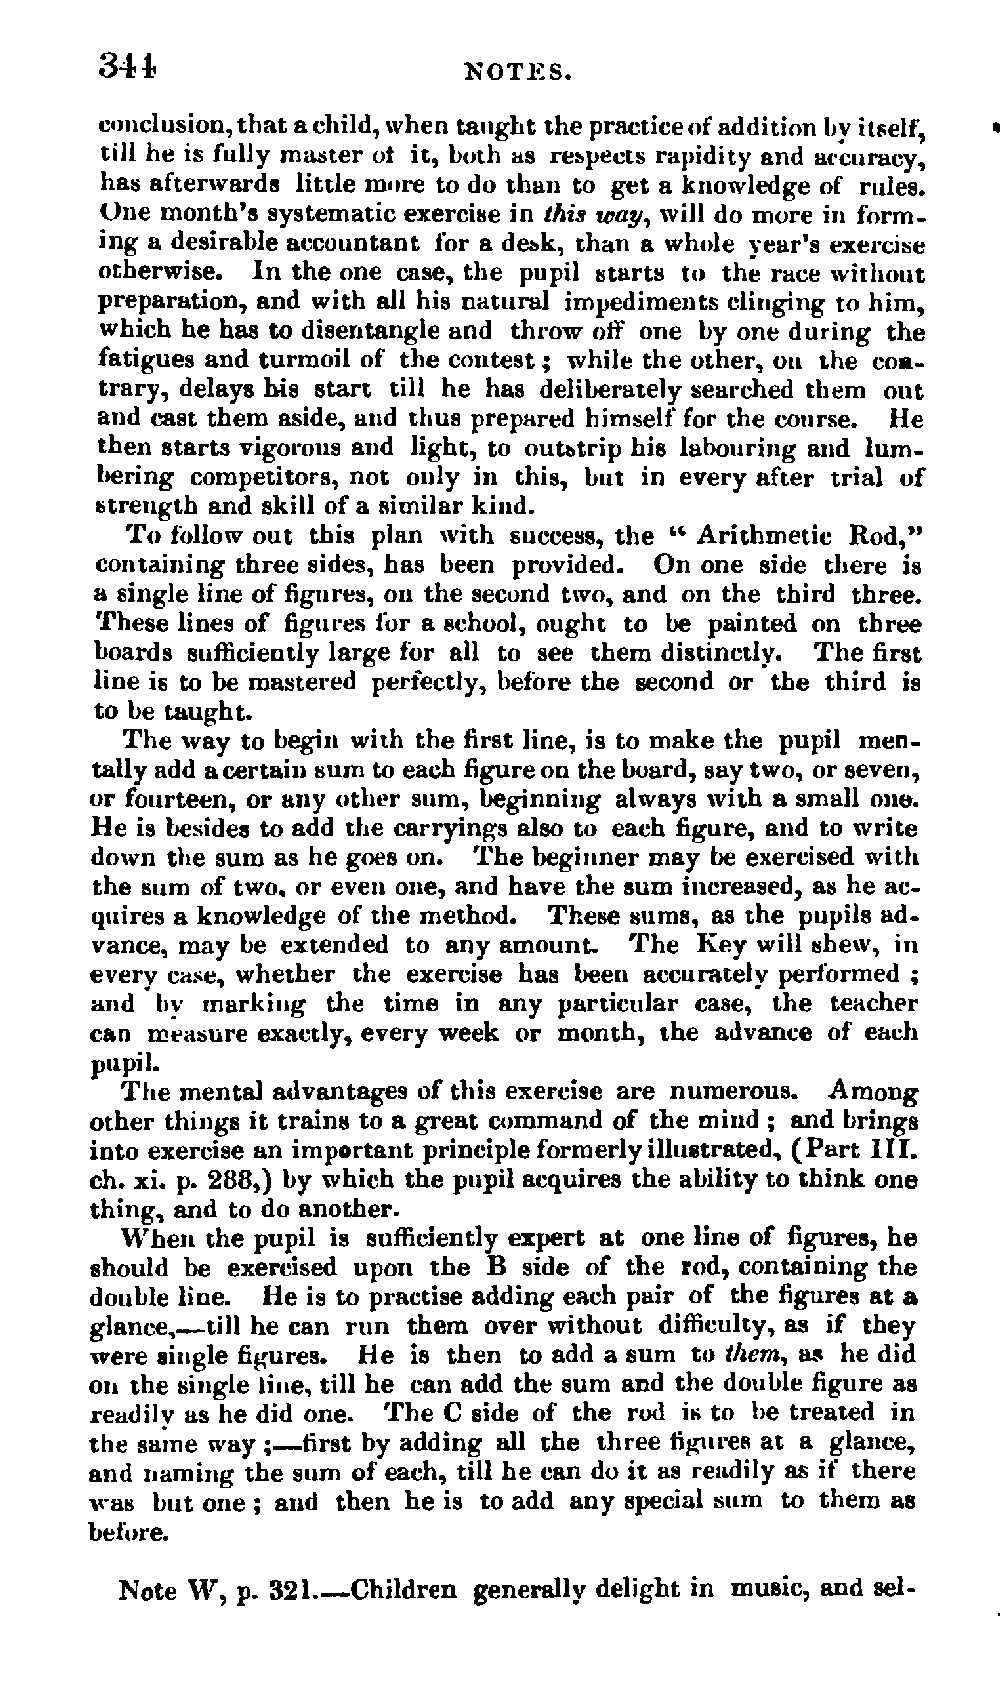 344
NOTES.
conclusion, that a child, when taught the practice of addition by itself,
till he is fully master of it, both as respects rapidity and accuracy,
has afterwards little more to do than to get a knowledge of rules.
One month's systematic exercise in this way, will do more in form-
ing a desirable accountant for a desk, than a whole year's exercise
otherwise. In the one case, the pupil starts to the race without
preparation, and with all his natural impediments clinging to him,
which he has to disentangle and throw off one by one during the
fatigues and turmoil of the contest; while the other, on the con-
trary, delays his start till he has deliberately searched them out
and cast them aside, and thus prepared himself for the course. He
then starts vigorous and light, to outstrip his labouring and lum-
bering competitors, not only in this, but in every after trial of
strength and skill of a similar kind.
To follow out this plan with success, the “ Arithmetic Rod,”
containing three sides, has been provided. On one side there is
a single line of figures, on the second two, and on the third three.
These lines of figures for a school, ought to be painted on three
boards sufficiently large for all to see them distinctly. The first
line is to be mastered perfectly, before the second or the third is
to be taught.
The way to begin with the first line, is to make the pupil men-
tally add a certain sum to each figure on the board, say two, or seven,
or fourteen, or any other sum, beginning always with a small one.
He is besides to add the carryings also to each figure, and to write
down the sum as he goes on. The beginner may be exercised with
the sum of two, or even one, and have the sum increased, as he ac-
quires a knowledge of the method. These sums, as the pupils ad-
vance, may be extended to any amount. The Key will shew, in
every case, whether the exercise has been accurately performed ;
and by marking the time in any particular case, the teacher
can measure exactly, every week or month, the advance of each
pupil.
The mental advantages of this exercise are numerous. Among
other things it trains to a great command of the mind ; and brings
into exercise an important principle formerly illustrated, (Part III.
ch. xi. p. 288,) by which the pupil acquires the ability to think one
thing, and to do another.
When the pupil is sufficiently expert at one line of figures, he
should be exercised upon the B side of the rod, containing the
double line. He is to practise adding each pair of the figures at a
glance,—till he can run them over without difficulty, as if they
were single figures. He is then to add a sum to them, as he did
on the single line, till he can add the sum and the double figure as
readily as he did one. The C side of the rod is to be treated in
the same way ;—first by adding all the three figures at a glance,
and naming the sum of each, till he can do it as readily as if there
was but one ; and then he is to add any special sum to them as
before.
Note W, p. 321.—Children generally delight in music, and sel-